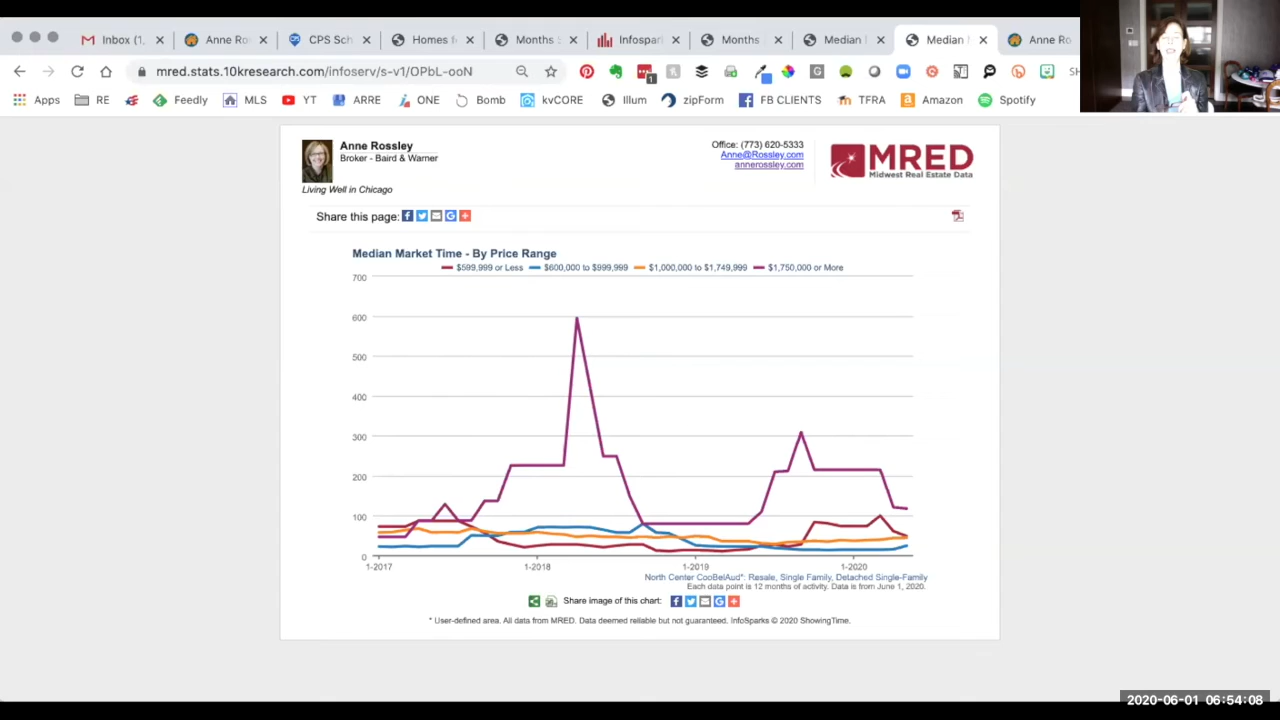 Inbox (1,
Anne Ro
CPS Sch
Homes f
Months
Infospar
Months
Median
Median
Anne Ro
mred.stats.10kresearch.com/infoserv/s-v1/OPbL-ooN
Apps RE Feedly MLS YT ARRE ONE Bomb kvCORE Illum zipForm FB CLIENTS TFRA Amazon Spotify
Anne Rossley
Broker - Baird & Warner
Living Well in Chicago
Office: (773) 620-5333
Anne@Rossley.com
annerossley.com
MRED
Midwest Real Estate Data
Share this page:
Median Market Time - By Price Range
$599,999 or Less $600,000 to $999,999 $1,000,000 to $1,749,999 $1,750,000 or More
700
600
500
400
300
200
100
0
1-2017 1-2018 1-2019 1-2020
North Center CooBelAud*: Resale, Single Family, Detached Single-Family
Each data point is 12 months of activity. Data is from June 1, 2020.
Share image of this chart:
* User-defined area. All data from MRED. Data deemed reliable but not guaranteed. InfoSparks © 2020 ShowingTime.
2020-06-01 06:54:08